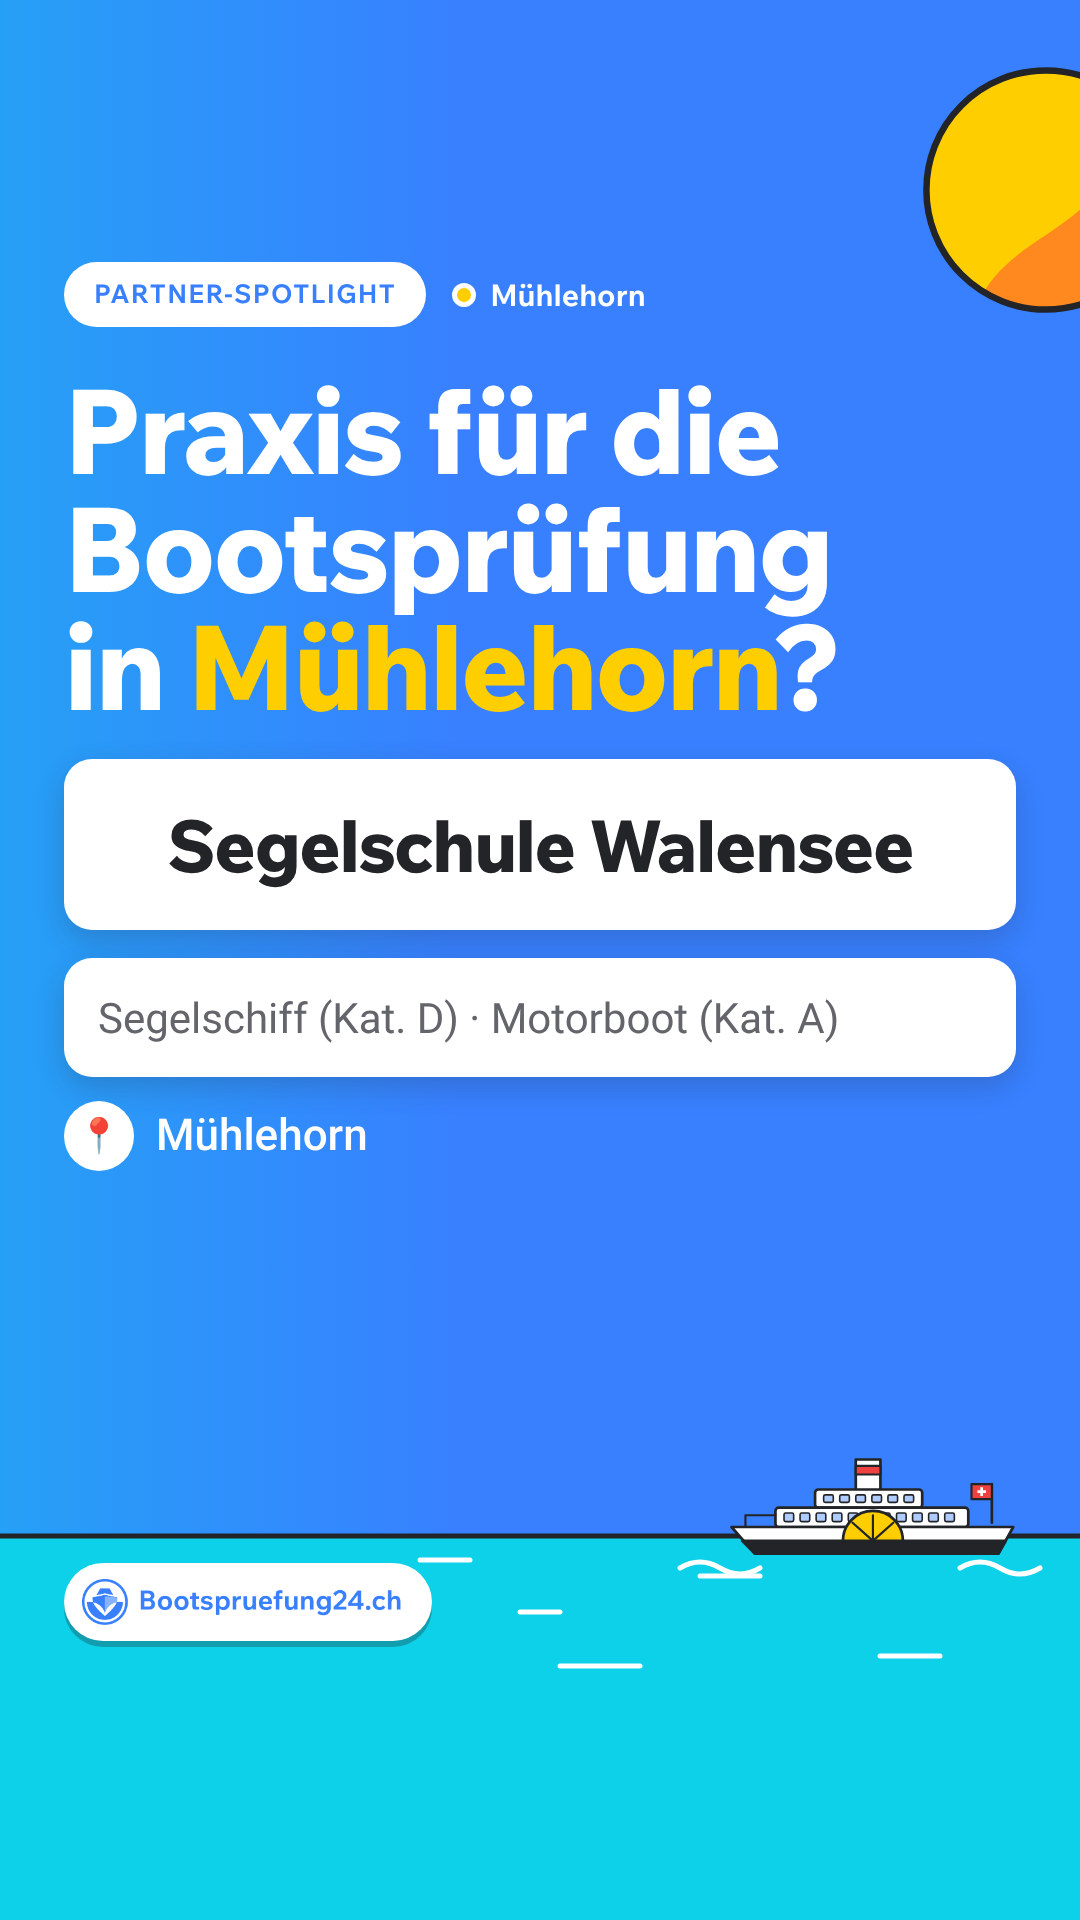 PARTNER-SPOTLIGHT
Mühlehorn
Praxis für die
Bootsprüfung
in Mühlehorn?
Segelschule Walensee
Segelschiff (Kat. D) · Motorboot (Kat. A)
Mühlehorn
Bootspruefung24.ch